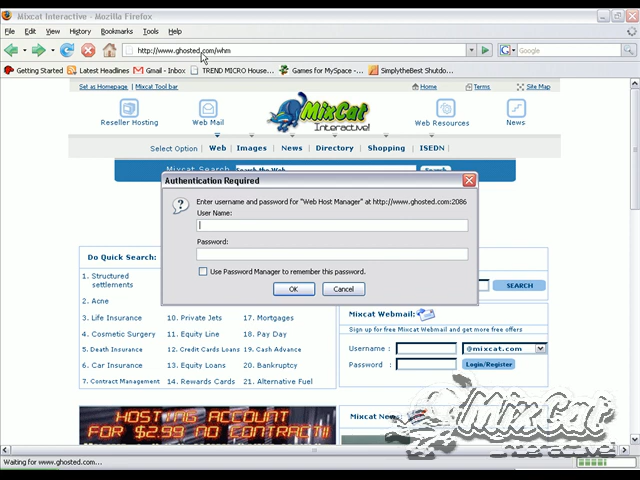 Mixcat Interactive - Mozilla Firefox
File Edit View History Bookmarks Tools Help
http://www.ghosted.com/whm
G Google
Getting Started Latest Headlines Gmail - Inbox TREND MICRO House... Games for MySpace -... SimplytheBest Shutdo...
Set as Homepage | Mixcat Tool bar
Home Terms Site Map
MixCat
Interactive!
Reseller Hosting Web Mail Web Resources News
Select Option | Web Images News Directory Shopping ISEDN
Mixcat Search Search the Web Search
Authentication Required
Enter username and password for "Web Host Manager" at http://www.ghosted.com:2086
User Name:
Password:
Use Password Manager to remember this password.
OK Cancel
Do Quick Search:
1. Structured settlements
2. Acne
3. Life Insurance 10. Private Jets 17. Mortgages
4. Cosmetic Surgery 11. Equity Line 18. Pay Day
5. Death Insurance 12. Credit Cards Loans 19. Cash Advance
6. Car Insurance 13. Equity Loans 20. Bankruptcy
7. Contract Management 14. Rewards Cards 21. Alternative Fuel
SEARCH
Mixcat Webmail:
Sign up for free Mixcat Webmail and get more free offers
Username : @mixcat.com
Password : Login/Register
HOSTING ACCOUNT
FOR $2.99 NO CONTRACT!!
Mixcat News:
MixCat
Interactive!
Waiting for www.ghosted.com...